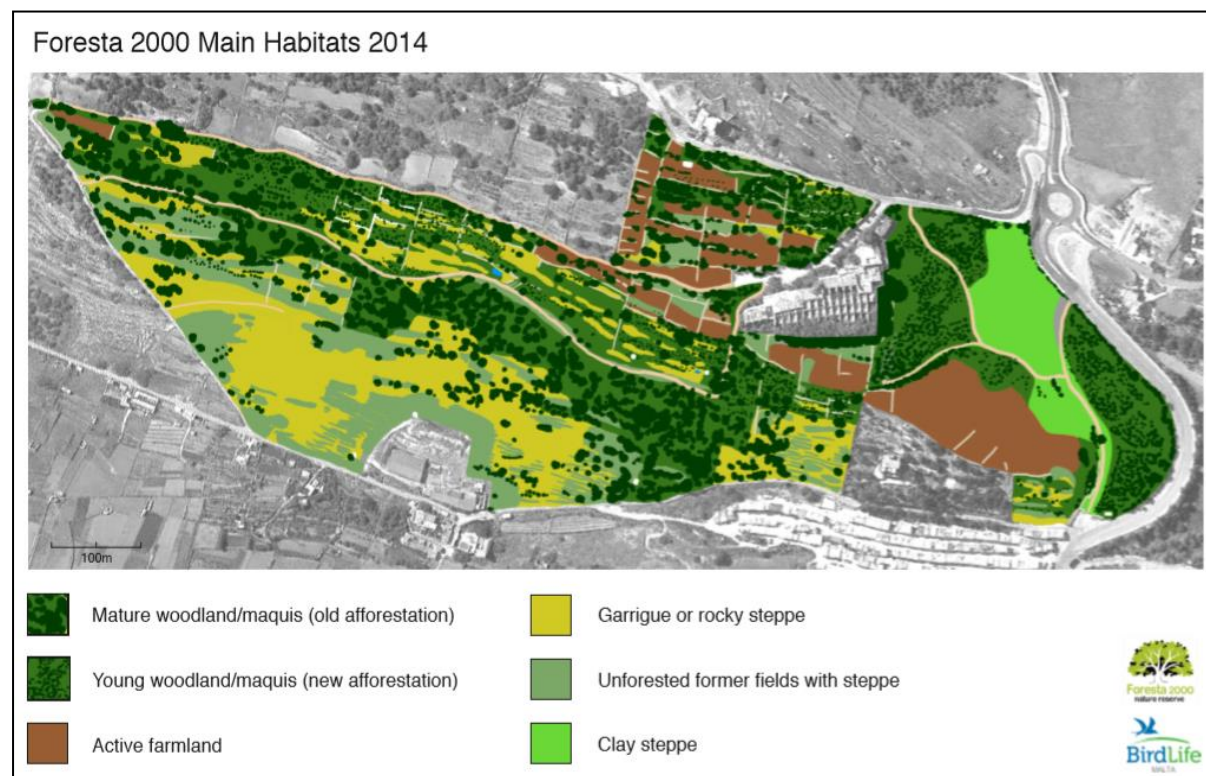 Foresta 2000 Main Habitats 2014
100m
Mature woodland/maquis (old afforestation)
Garrigue or rocky steppe
Young woodland/maquis (new afforestation)
Unforested former fields with steppe
Active farmland
Clay steppe
Foresta 2000
nature reserve
BirdLife
MALTA